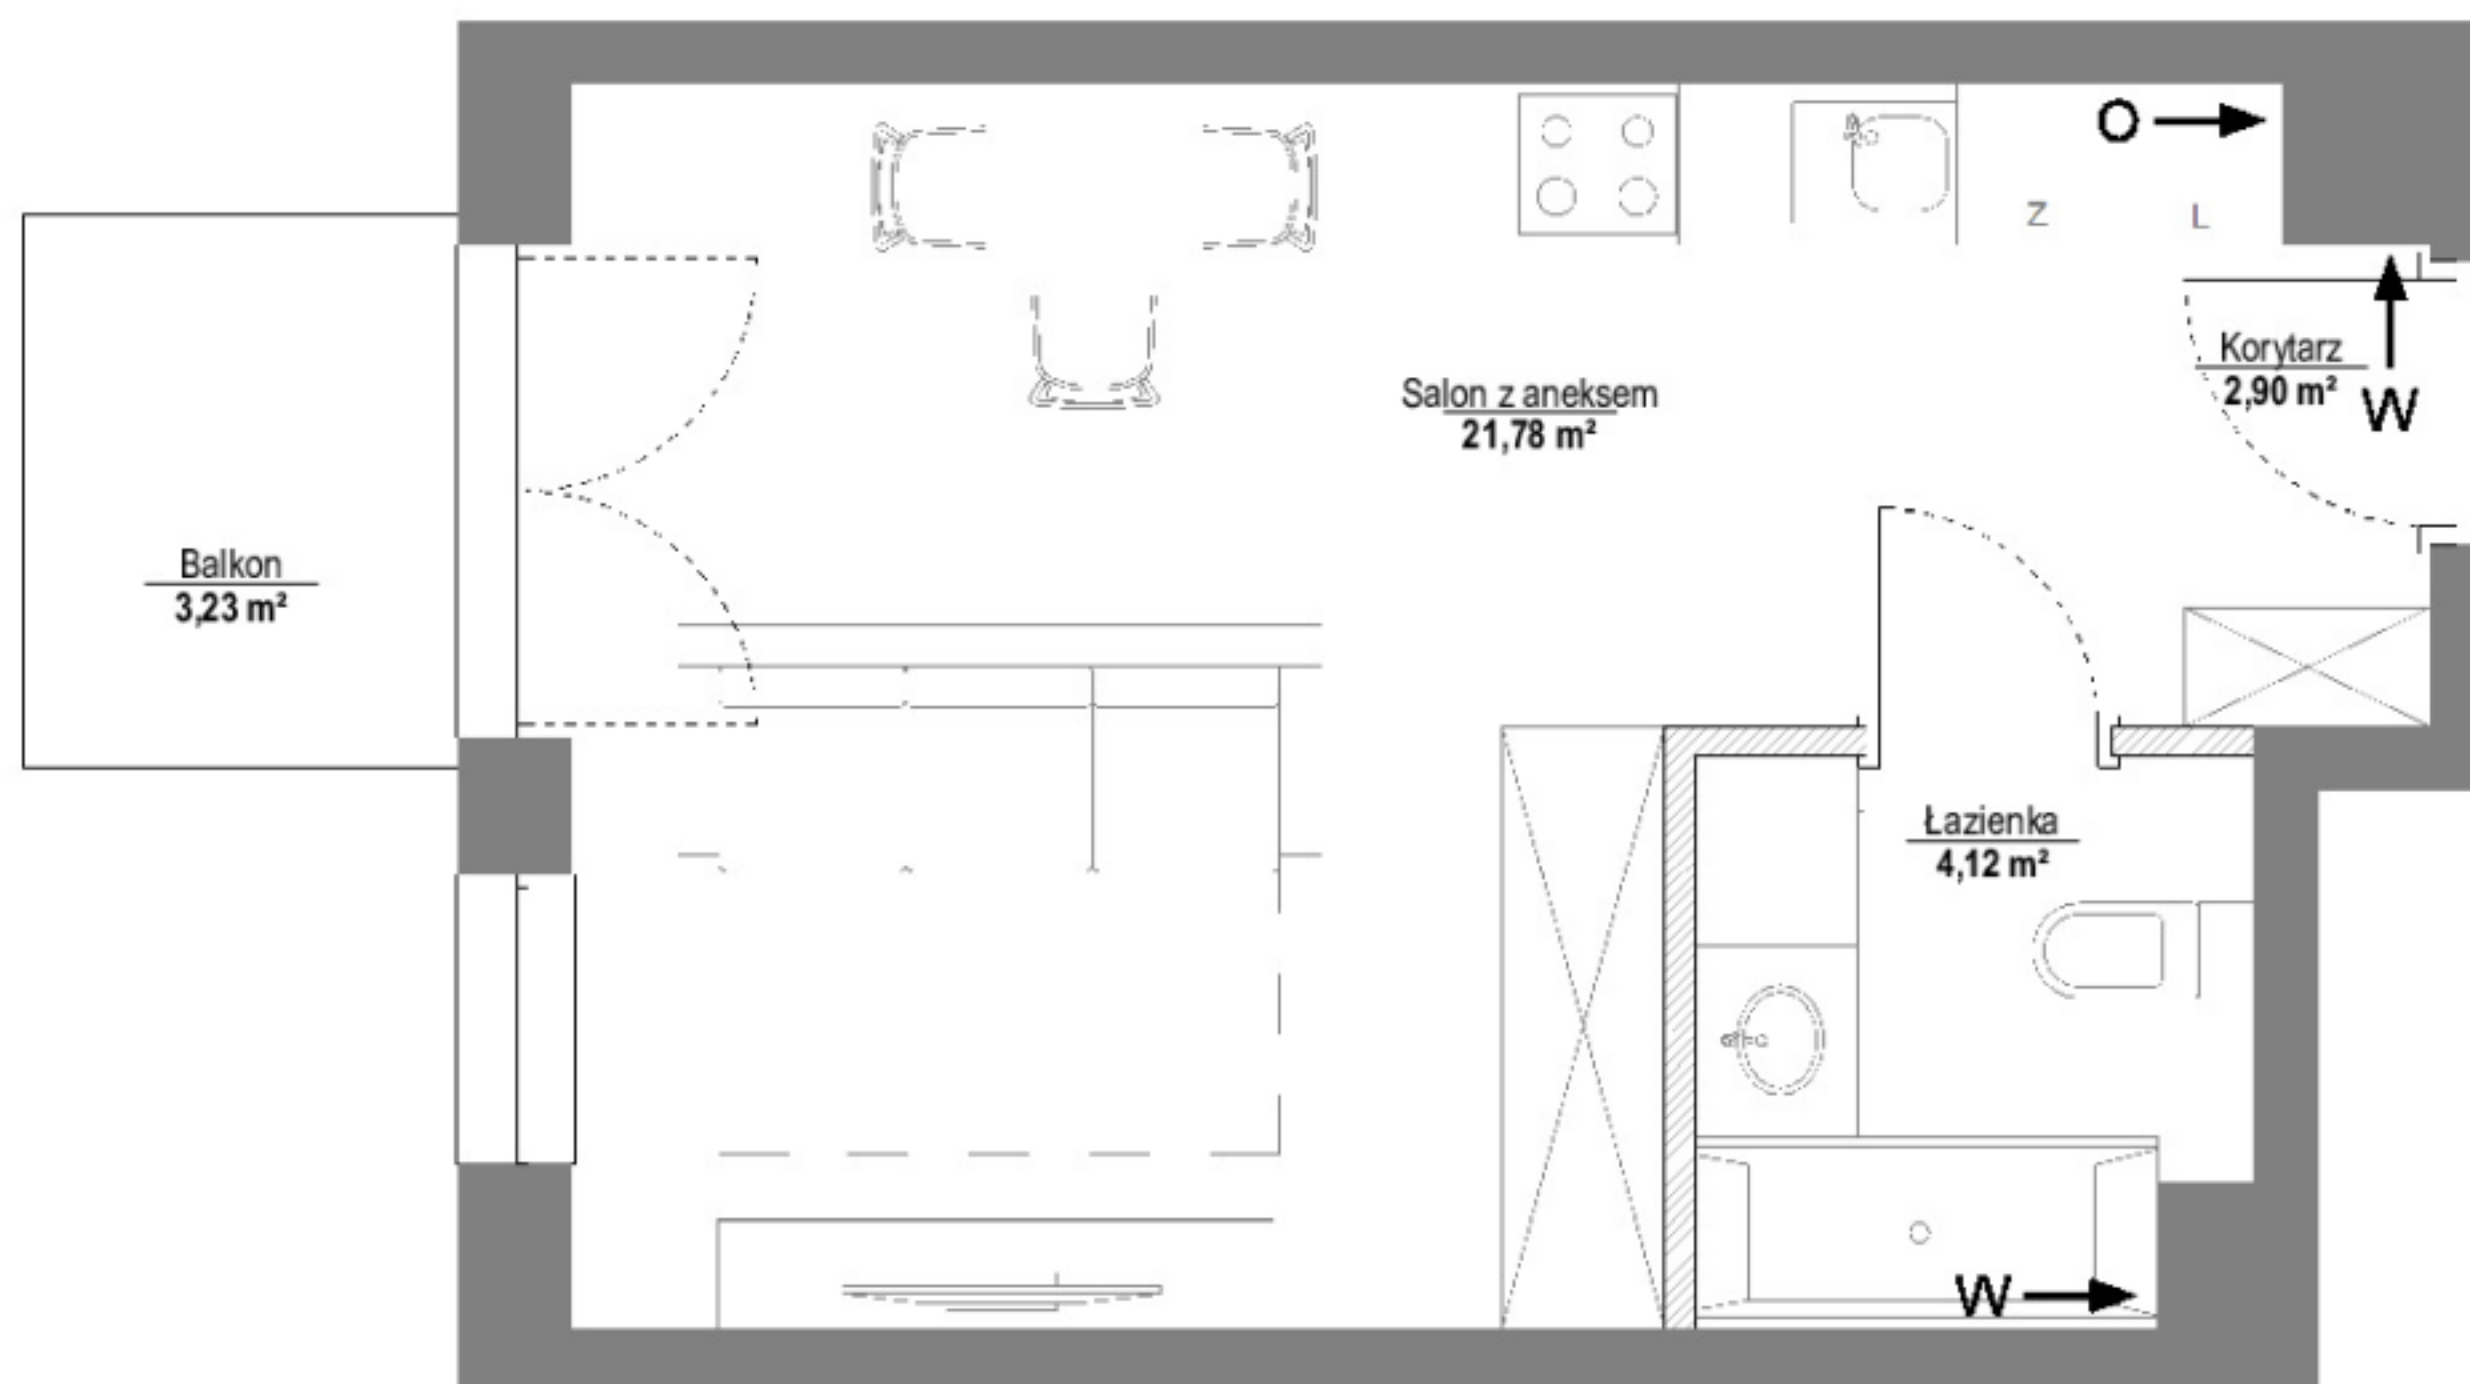 O
Z
L
Korytarz
2,90 m²
W
Salon z aneksem
21,78 m²
Balkon
3,23 m²
Łazienka
4,12 m²
W